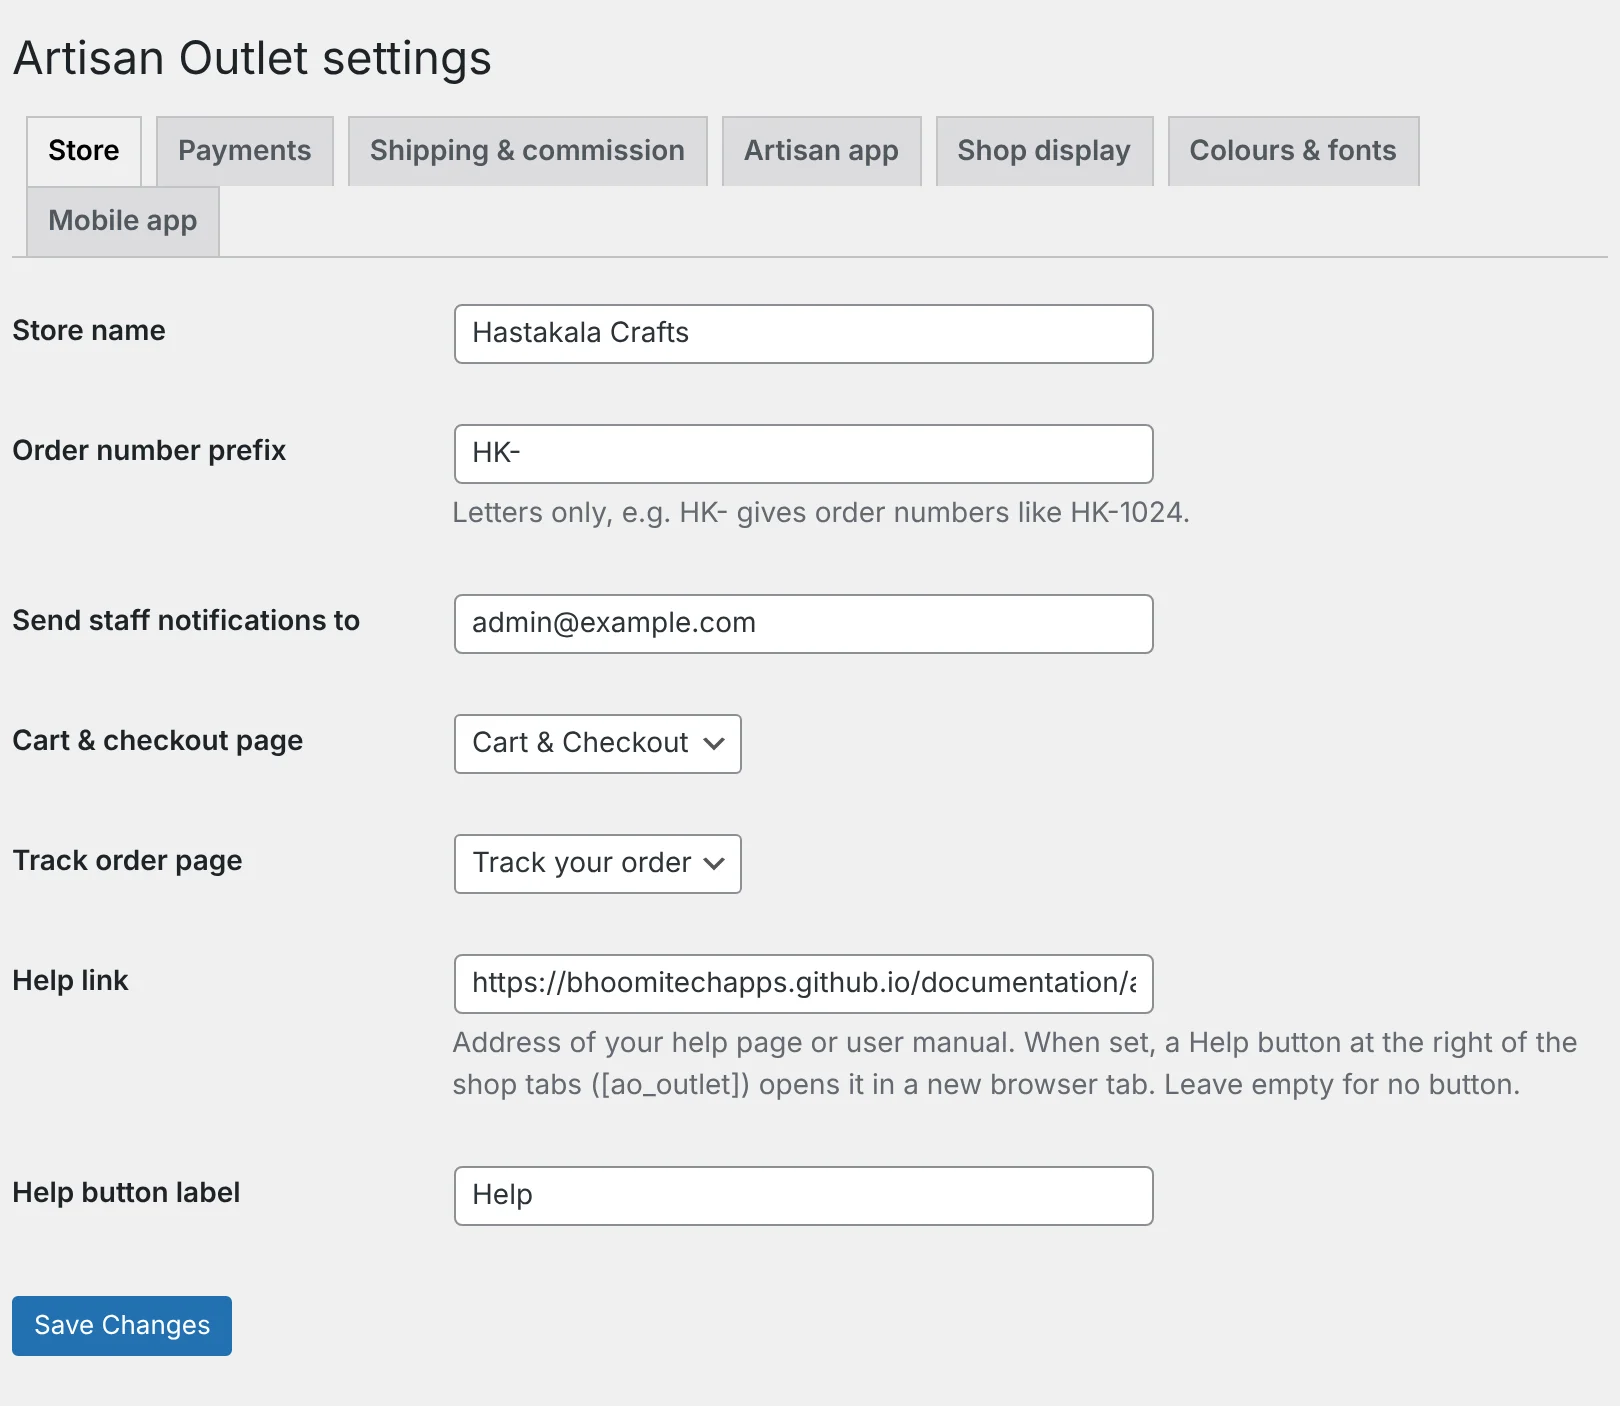 Artisan Outlet settings
Store
Payments
Shipping & commission
Artisan app
Shop display
Colours & fonts
Mobile app
Store name
Hastakala Crafts
Order number prefix
HK-
Letters only, e.g. HK- gives order numbers like HK-1024.
Send staff notifications to
admin@example.com
Cart & checkout page
Cart & Checkout
Track order page
Track your order
Help link
https://bhoomitechapps.github.io/documentation/
Address of your help page or user manual. When set, a Help button at the right of the
shop tabs ([ao_outlet]) opens it in a new browser tab. Leave empty for no button.
Help button label
Help
Save Changes